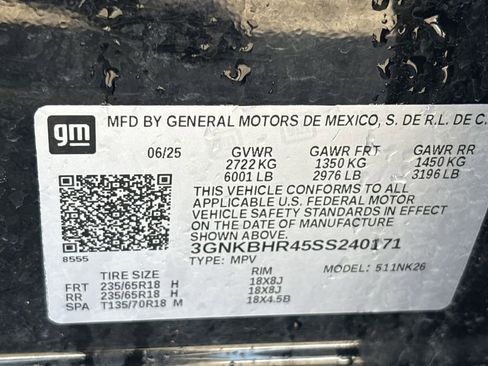 gm
MFD BY GENERAL MOTORS DE MEXICO, S. DE R.L. DE C.
06/25 GVWR GAWR FRT GAWR RR
2722 KG 1350 KG 1450 KG
6001 LB 2976 LB 3196 LB
THIS VEHICLE CONFORMS TO ALL
APPLICABLE U.S. FEDERAL MOTOR
VEHICLE SAFETY STANDARDS IN EFFECT
ON THE DATE OF MANUFACTURE
SHOWN ABOVE.
3GNKBHR45SS240171
8555 TYPE: MPV MODEL: 511NK26
TIRE SIZE RIM
FRT 235/65R18 H 18X8J
RR 235/65R18 H 18X8J
SPA T135/70R18 M 18X4.5B